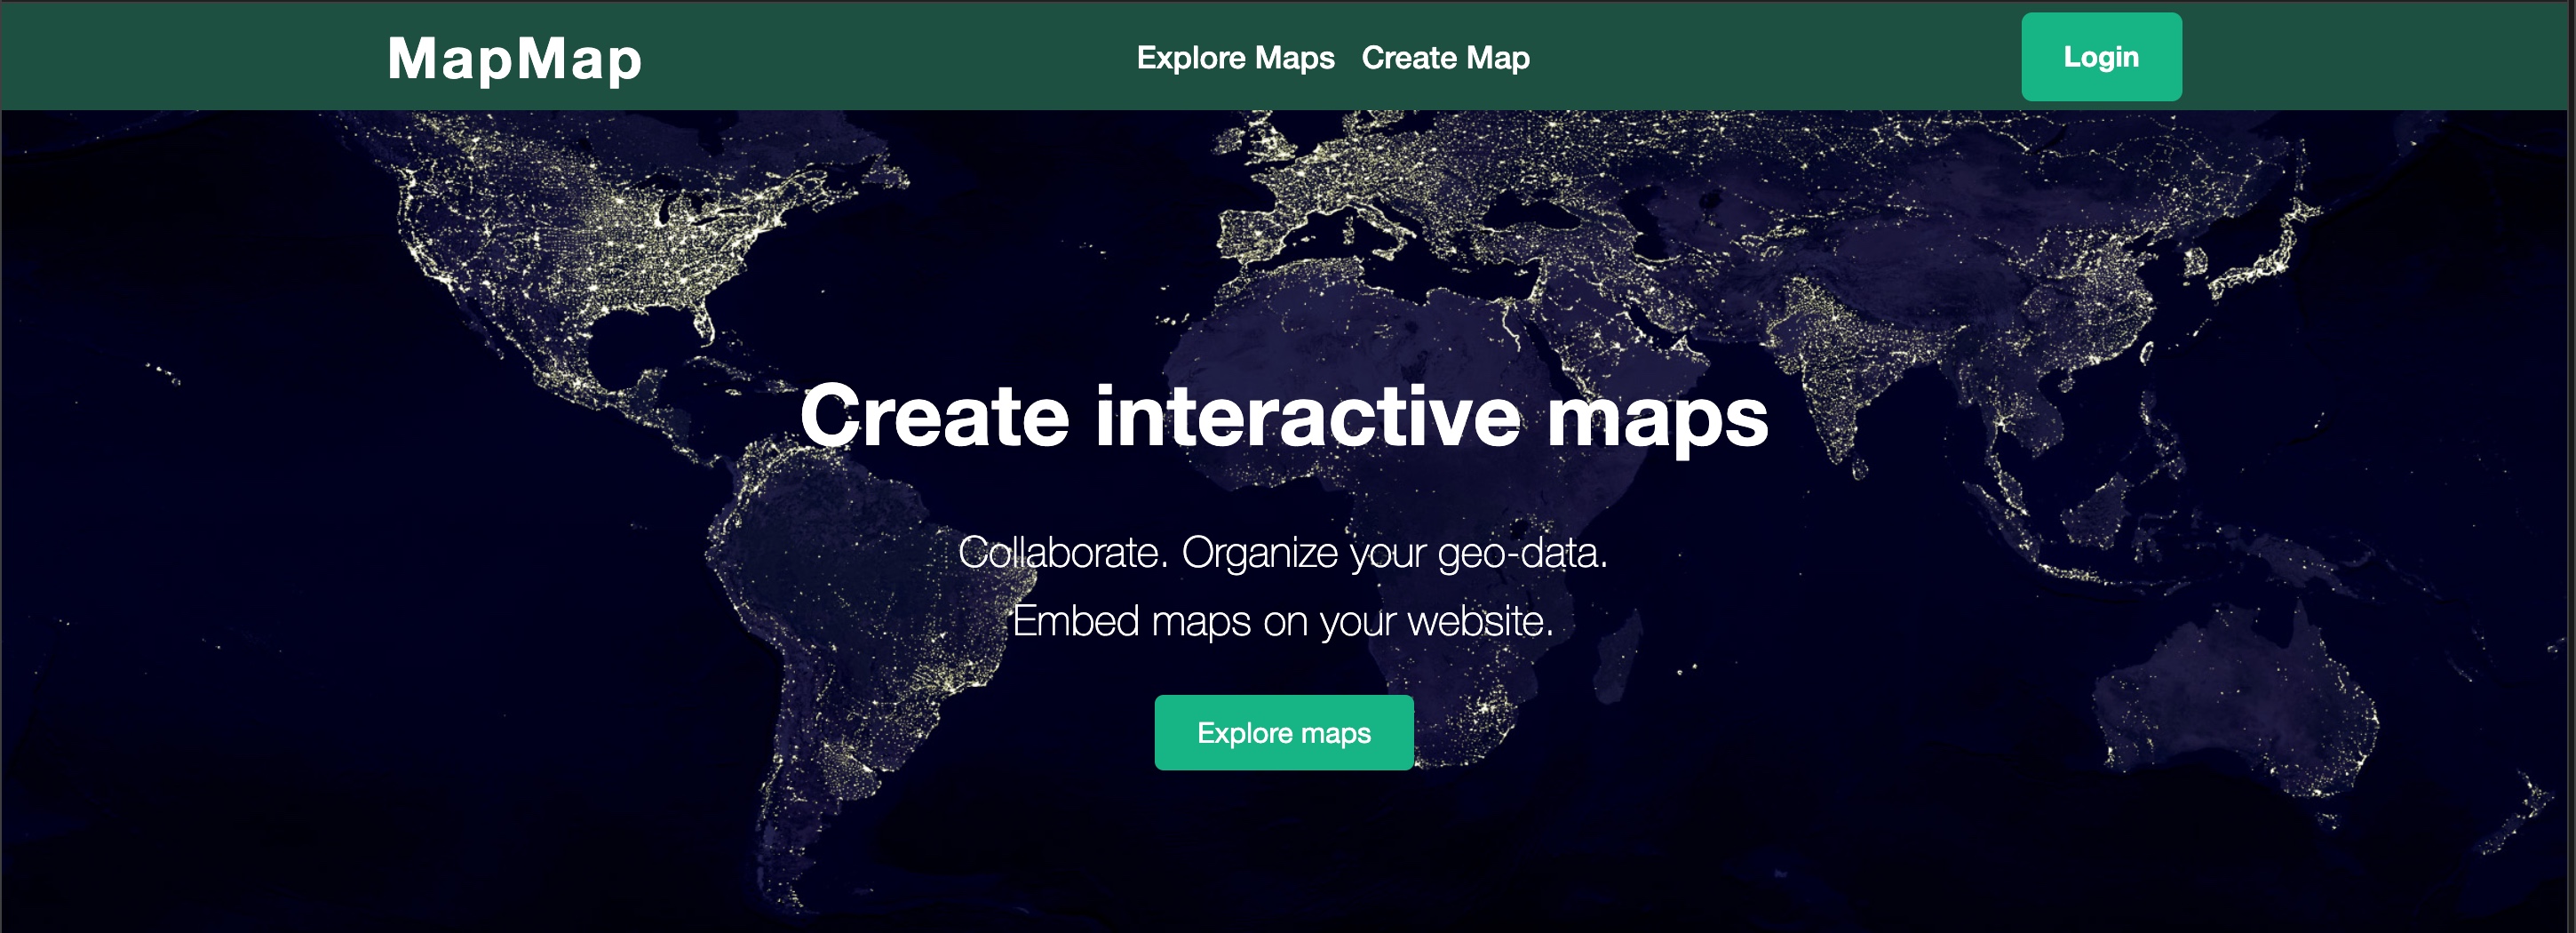 MapMap
Explore Maps Create Map
Login
Create interactive maps
Collaborate. Organize your geo-data.
Embed maps on your website.
Explore maps